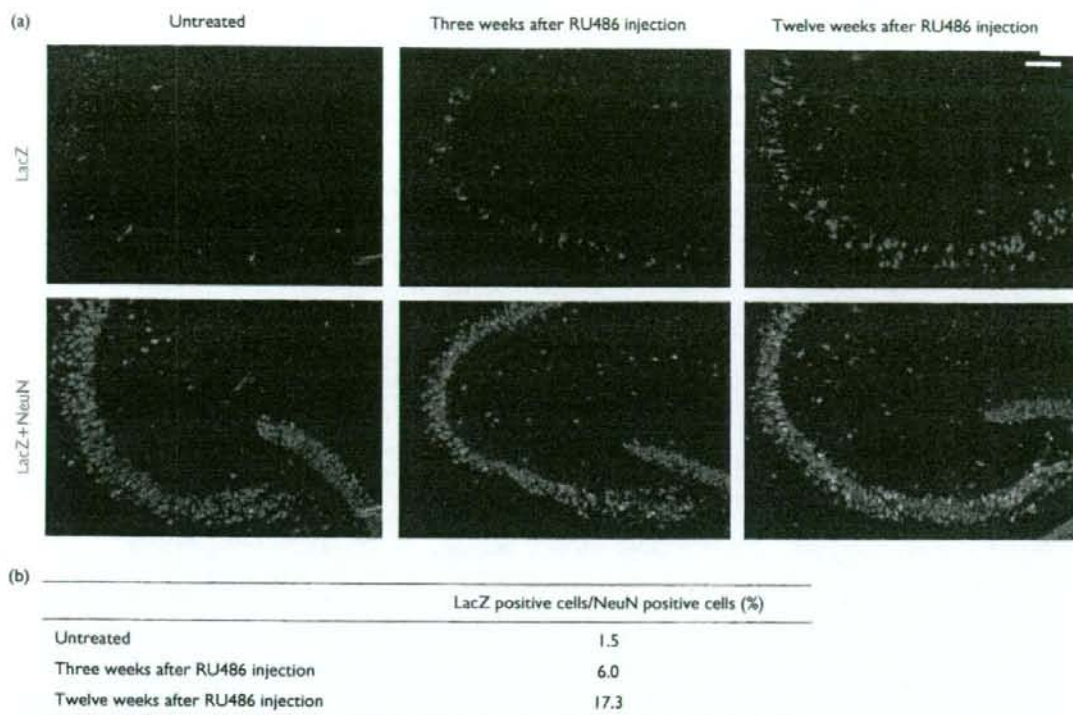 (a)
Untreated
Three weeks after RU486 injection
Twelve weeks after RU486 injection
LacZ
LacZ+NeuN
(b)
LacZ positive cells/NeuN positive cells (%)
Untreated 1.5
Three weeks after RU486 injection 6.0
Twelve weeks after RU486 injection 17.3